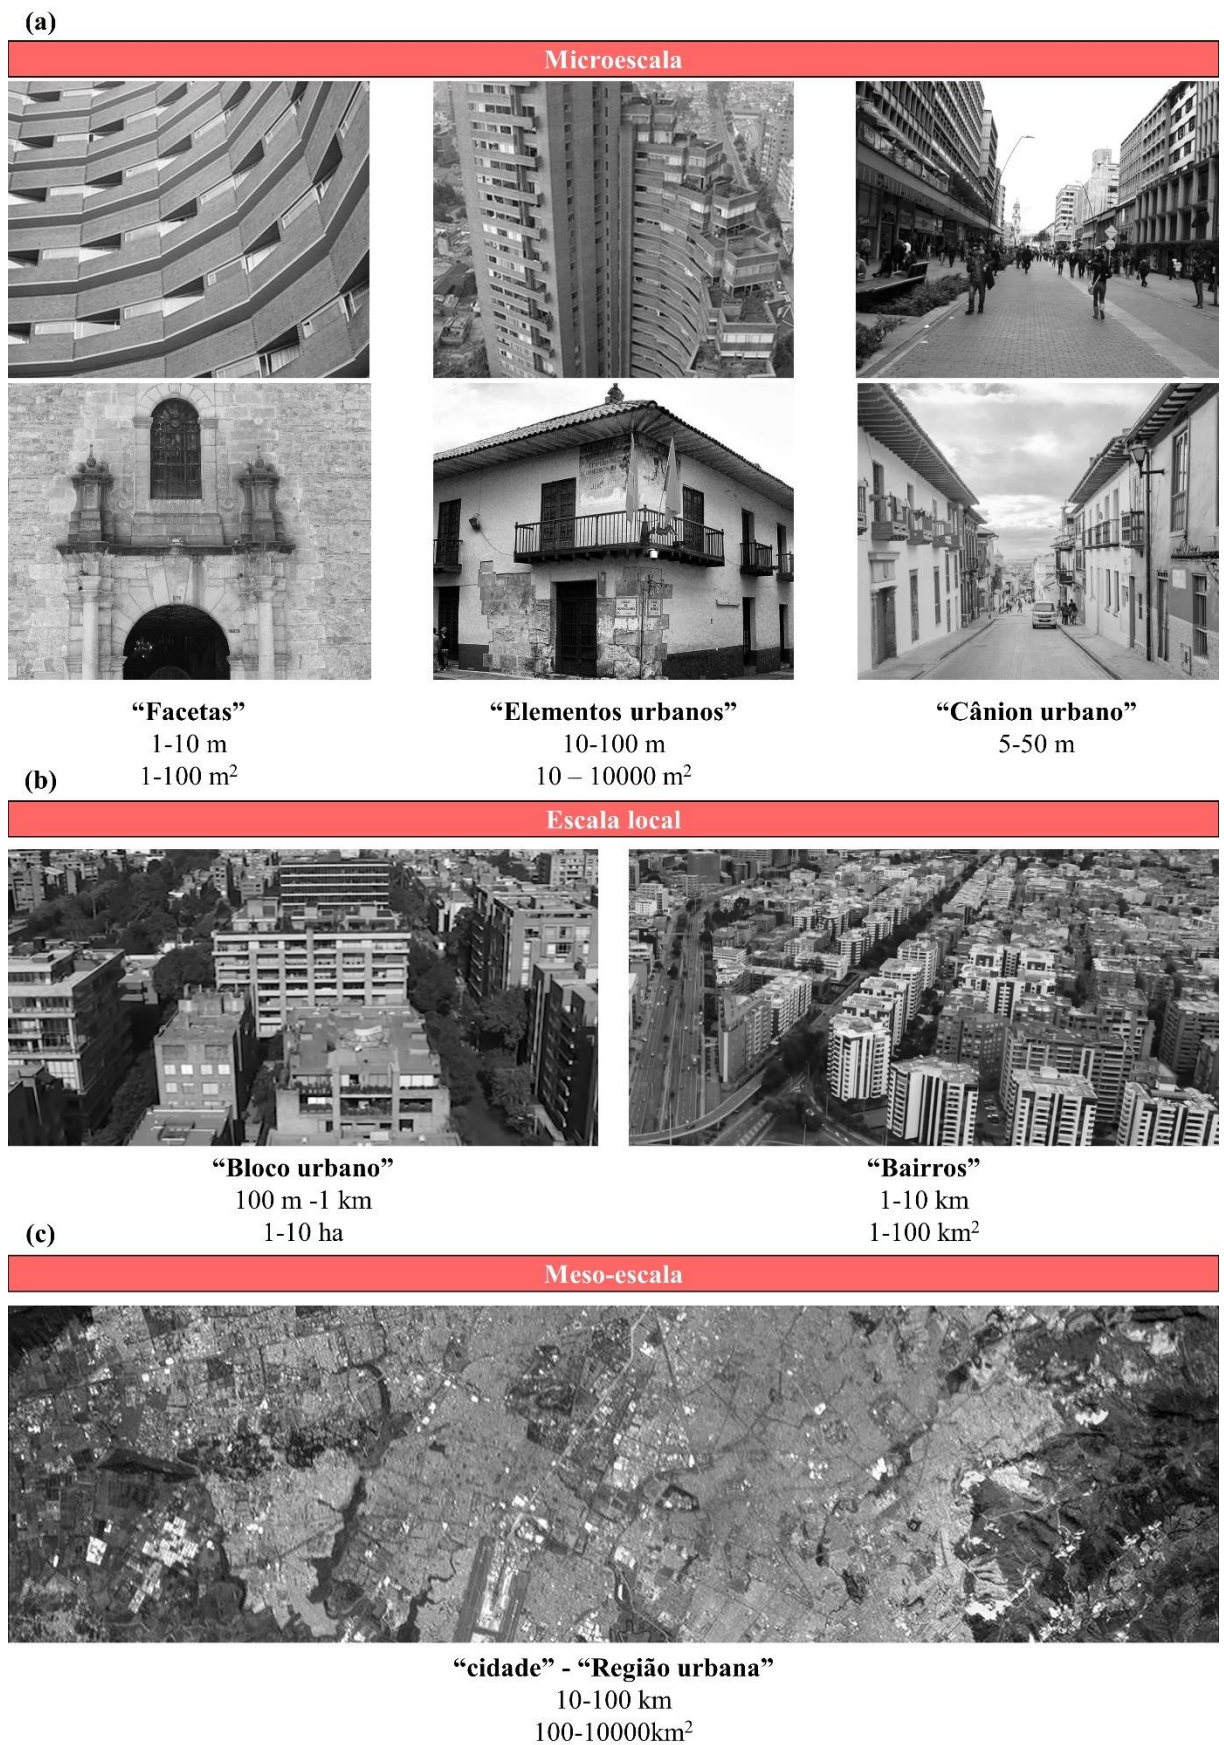 (a)
Microescala
“Facetas”
1-10 m
1-100 m²
“Elementos urbanos”
10-100 m
10 – 10000 m²
“Cânion urbano”
5-50 m
(b)
Escala local
“Bloco urbano”
100 m -1 km
1-10 ha
“Bairros”
1-10 km
1-100 km²
(c)
Meso-escala
“cidade” - “Região urbana”
10-100 km
100-10000km²